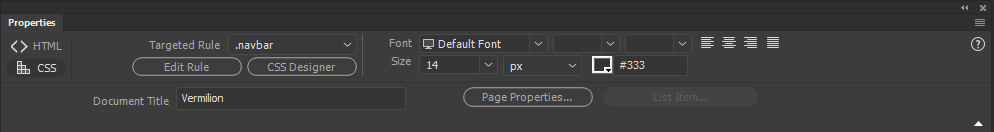 Properties
HTML
Targeted Rule .navbar
Font Default Font
CSS
Edit Rule CSS Designer
Size 14 px #333
Document Title Vermilion
Page Properties... List Item...